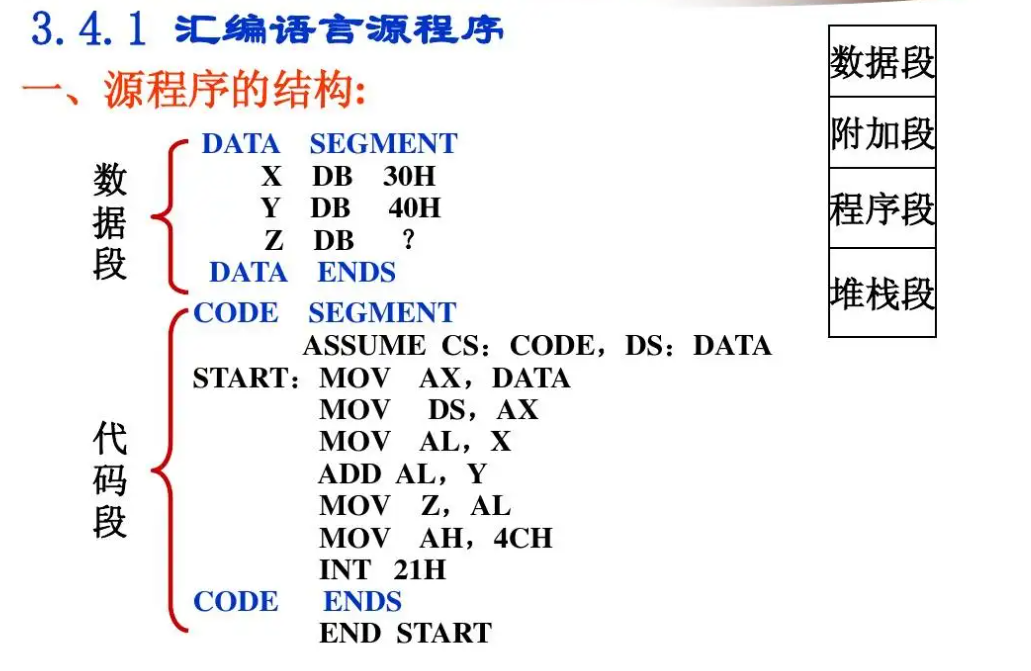 3.4.1 汇编语言源程序
一、源程序的结构:
数据段
DATA SEGMENT
X DB 30H
Y DB 40H
Z DB ?
DATA ENDS
代码段
CODE SEGMENT
ASSUME CS：CODE，DS：DATA
START：MOV AX，DATA
MOV DS，AX
MOV AL，X
ADD AL，Y
MOV Z，AL
MOV AH，4CH
INT 21H
CODE ENDS
END START
数据段
附加段
程序段
堆栈段